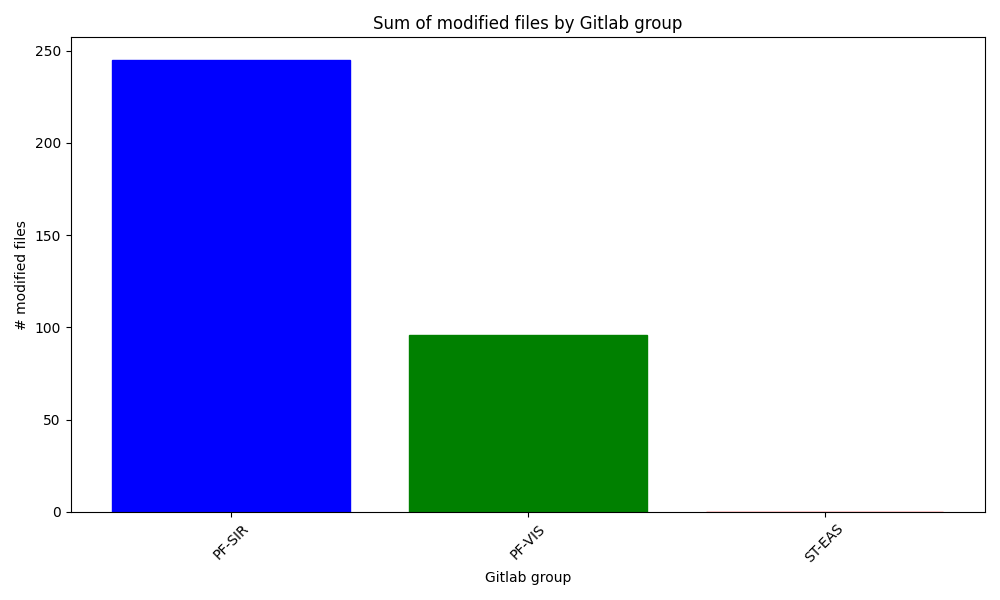 Sum of modified files by Gitlab group
# modified files
250
200
150
100
50
0
PF-SIR
PF-VIS
ST-EAS
Gitlab group